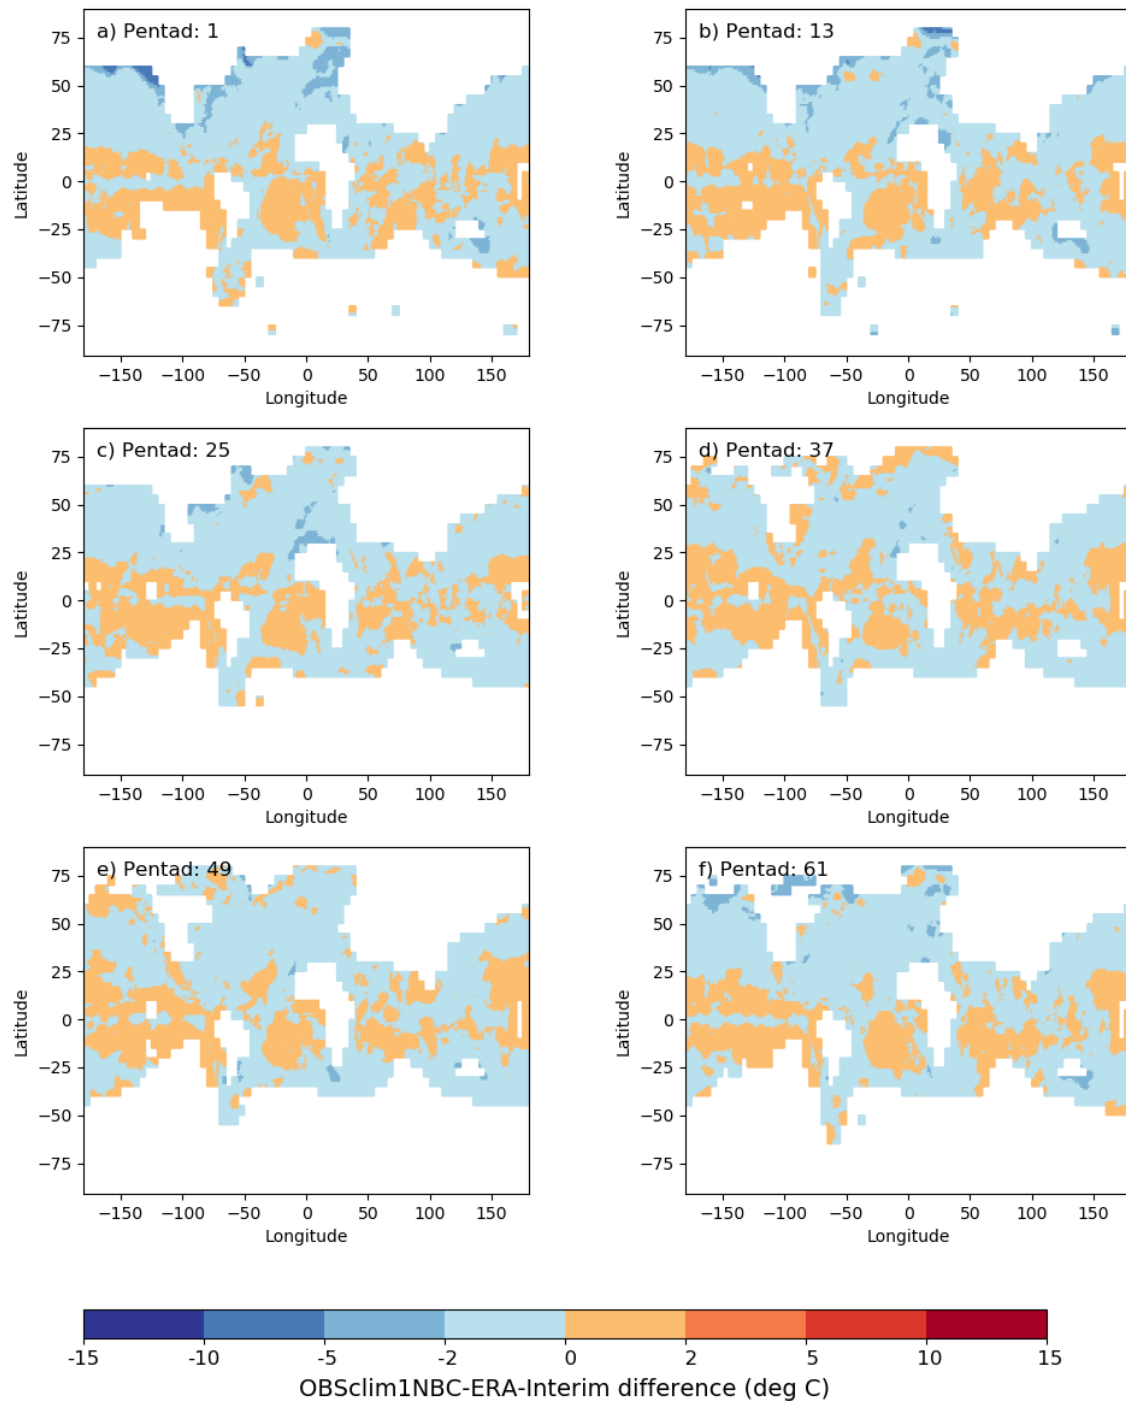 a) Pentad: 1
75
50
25
0
−25
−50
−75
Latitude
−150 −100 −50 0 50 100 150
Longitude
b) Pentad: 13
75
50
25
0
−25
−50
−75
Latitude
−150 −100 −50 0 50 100 150
Longitude
c) Pentad: 25
75
50
25
0
−25
−50
−75
Latitude
−150 −100 −50 0 50 100 150
Longitude
d) Pentad: 37
75
50
25
0
−25
−50
−75
Latitude
−150 −100 −50 0 50 100 150
Longitude
e) Pentad: 49
75
50
25
0
−25
−50
−75
Latitude
−150 −100 −50 0 50 100 150
Longitude
f) Pentad: 61
75
50
25
0
−25
−50
−75
Latitude
−150 −100 −50 0 50 100 150
Longitude
-15 -10 -5 -2 0 2 5 10 15
OBSclim1NBC-ERA-Interim difference (deg C)